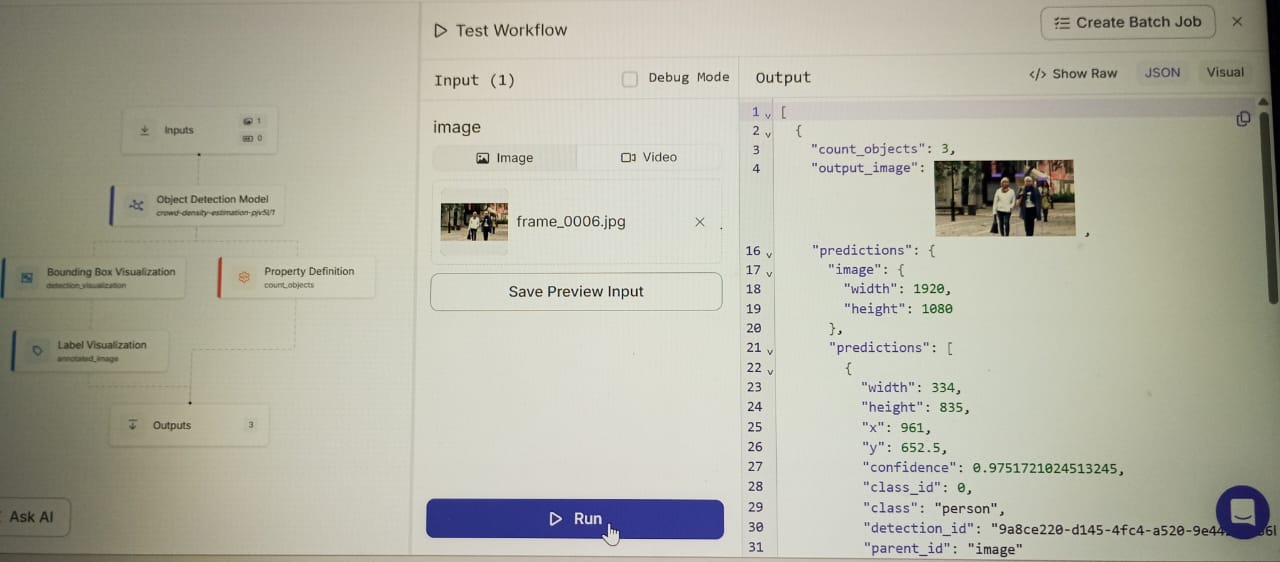 Test Workflow
Create Batch Job
Input (1)
Debug Mode
Output
Show Raw
JSON
Visual
Inputs
1
0
Object Detection Model
crowd-density-estimation-pjv5l/1
Bounding Box Visualization
detection_visualization
Property Definition
count_objects
Label Visualization
annotated_image
Outputs
3
Ask AI
image
Image
Video
frame_0006.jpg
Save Preview Input
Run
1 [
2 {
3 "count_objects": 3,
4 "output_image":
,
16 "predictions": {
17 "image": {
18 "width": 1920,
19 "height": 1080
20 },
21 "predictions": [
22 {
23 "width": 334,
24 "height": 835,
25 "x": 961,
26 "y": 652.5,
27 "confidence": 0.9751721024513245,
28 "class_id": 0,
29 "class": "person",
30 "detection_id": "9a8ce220-d145-4fc4-a520-9e44
31 "parent_id": "image"